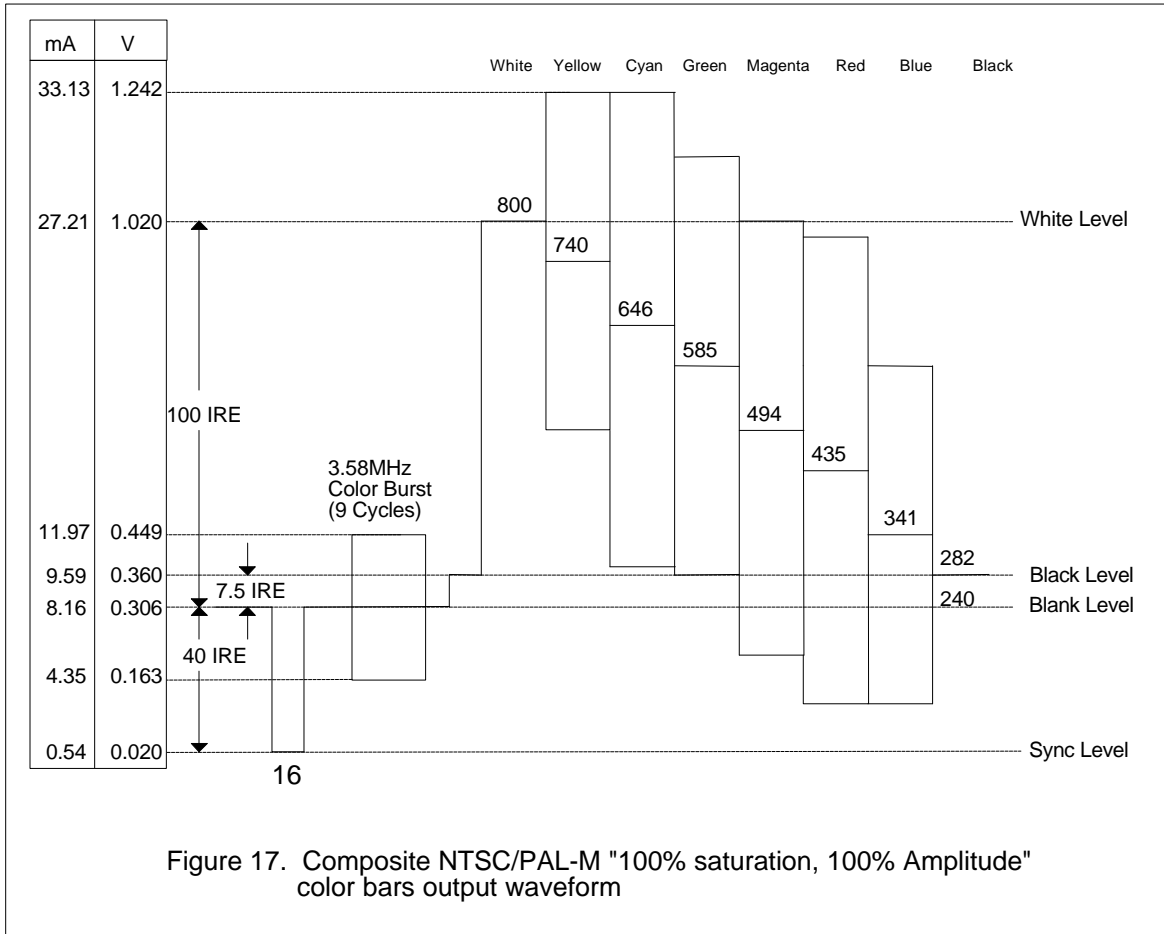 mA V
White Yellow Cyan Green Magenta Red Blue Black
33.13 1.242
800
27.21 1.020 White Level
740
646
585
100 IRE
494
435
3.58MHz
Color Burst
(9 Cycles)
341
11.97 0.449
282
9.59 0.360 Black Level
7.5 IRE
240
8.16 0.306 Blank Level
40 IRE
4.35 0.163
0.54 0.020 Sync Level
16
Figure 17. Composite NTSC/PAL-M "100% saturation, 100% Amplitude"
color bars output waveform